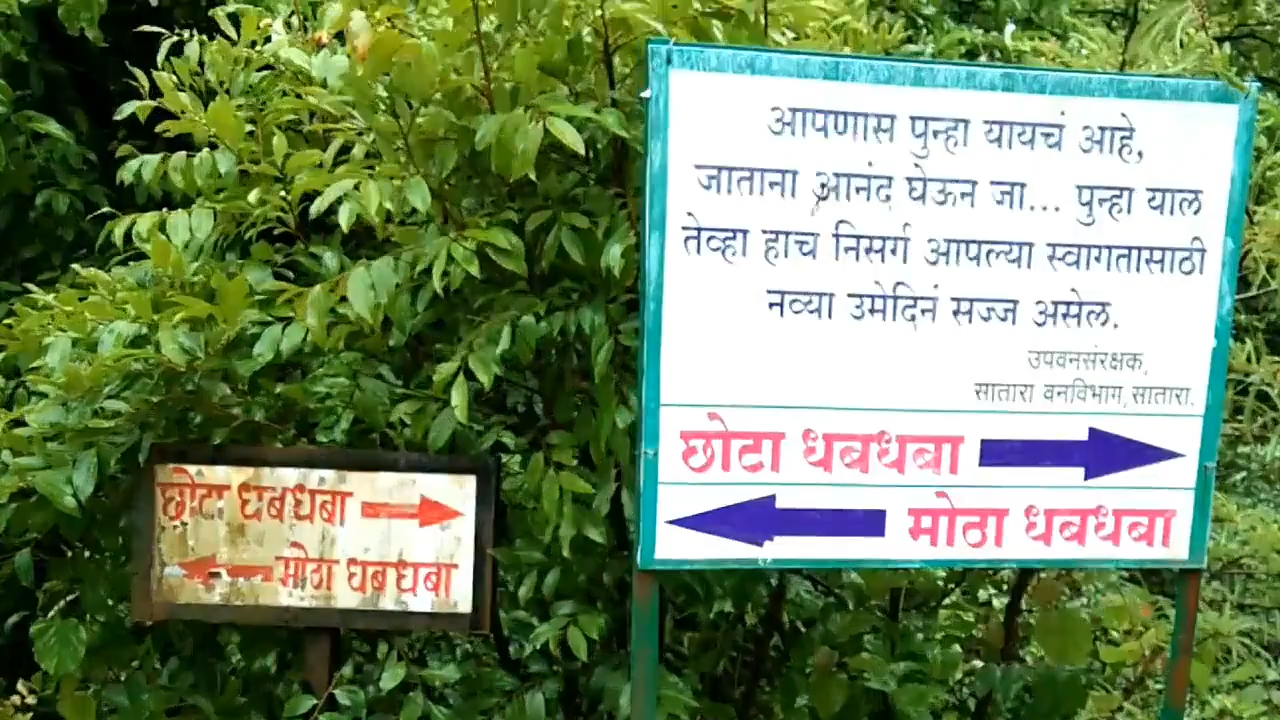 आपणास पुन्हा यायचं आहे,
जाताना आनंद घेऊन जा... पुन्हा याल
तेव्हा हाच निसर्ग आपल्या स्वागतासाठी
नव्या उमेदिनं सज्ज असेल.
उपवनसंरक्षक,
सातारा वनविभाग, सातारा.
छोटा धबधबा
मोठा धबधबा
छोटा धबधबा
मोठा धबधबा